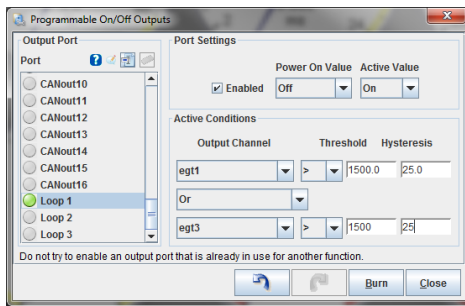 Programmable On/Off Outputs
Output Port
Port
CANout10
CANout11
CANout12
CANout13
CANout14
CANout15
CANout16
Loop 1
Loop 2
Loop 3
Port Settings
Power On Value Active Value
Enabled Off On
Active Conditions
Output Channel Threshold Hysteresis
egt1 > 1500.0 25.0
Or
egt3 > 1500 25
Do not try to enable an output port that is already in use for another function.
Burn Close